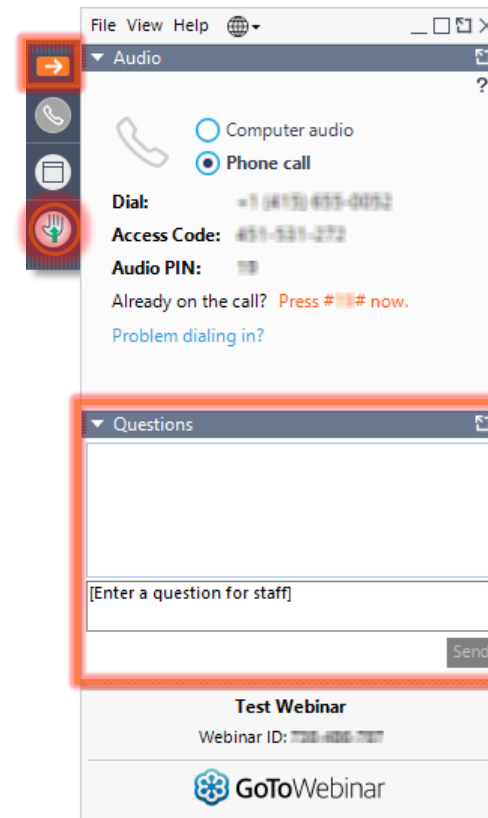 File View Help
Audio
?
Computer audio
Phone call
Dial:
Access Code:
Audio PIN:
Already on the call? Press # # now.
Problem dialing in?
Questions
[Enter a question for staff]
Send
Test Webinar
Webinar ID:
GoToWebinar